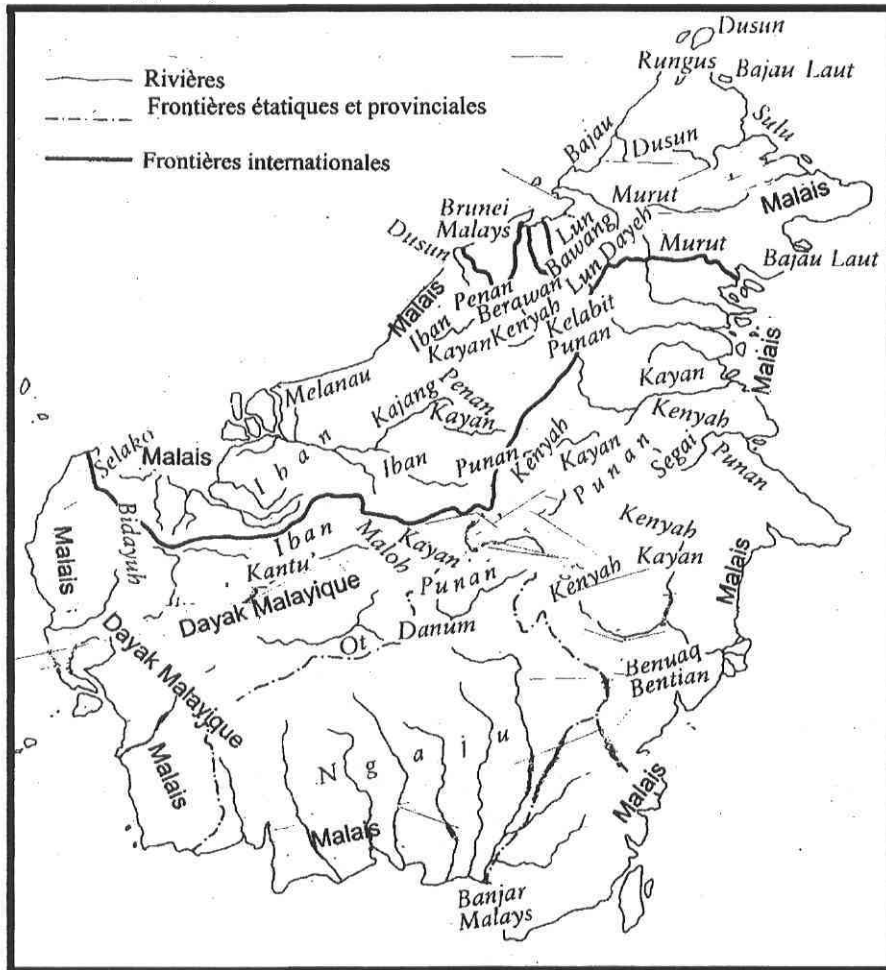 Rivières
Frontières étatiques et provinciales
Frontières internationales
Dusun
Rungus
Bajau Laut
Bajau
Dusun
Sulu
Murut
Malais
Brunei
Malays
Lun
Bawang
Lun Dayeh
Murut
Bajau Laut
Dusun
Penan
Berawan
Malais
Iban
Kayan
Kenyah
Kelabit
Punan
Malais
Kayan
Melanau
Kajang
Penan
Kayan
Kenyah
Selako
Malais
Iban
Iban
Punan
Kenyah
Kayan
Punan
Segai
Punan
Bidayuh
Malais
Iban
Kantu'
Maloh
Kayan
Punan
Kenyah
Kayan
Kenyah
Malais
Dayak Malayique
Ot
Danum
Dayak Malayique
Benuaq
Bentian
Malais
Ngaju
Malais
Malais
Banjar
Malays